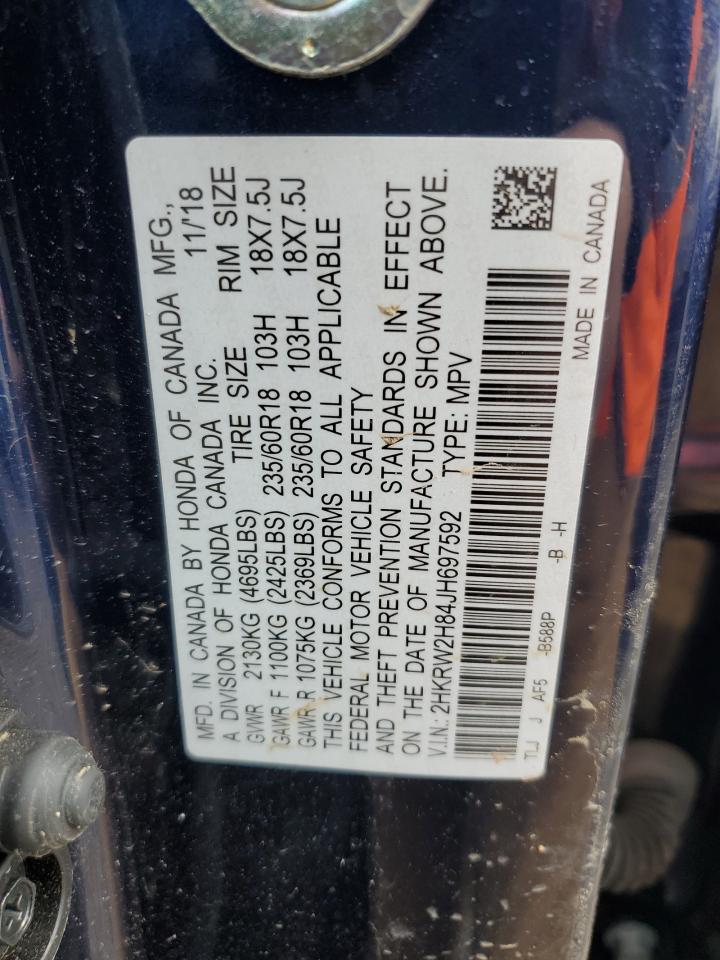 MFD. IN CANADA BY HONDA OF CANADA MFG.,
A DIVISION OF HONDA CANADA INC. 11/18
GVWR 2130KG (4695LBS) TIRE SIZE RIM SIZE
GAWR F 1100KG (2425LBS) 235/60R18 103H 18X7.5J
GAWR R 1075KG (2369LBS) 235/60R18 103H 18X7.5J
THIS VEHICLE CONFORMS TO ALL APPLICABLE
FEDERAL MOTOR VEHICLE SAFETY
AND THEFT PREVENTION STANDARDS IN EFFECT
ON THE DATE OF MANUFACTURE SHOWN ABOVE.
V.I.N.: 2HKRW2H84JH697592 TYPE: MPV
TLJ J AF5 -B588P -B -H MADE IN CANADA